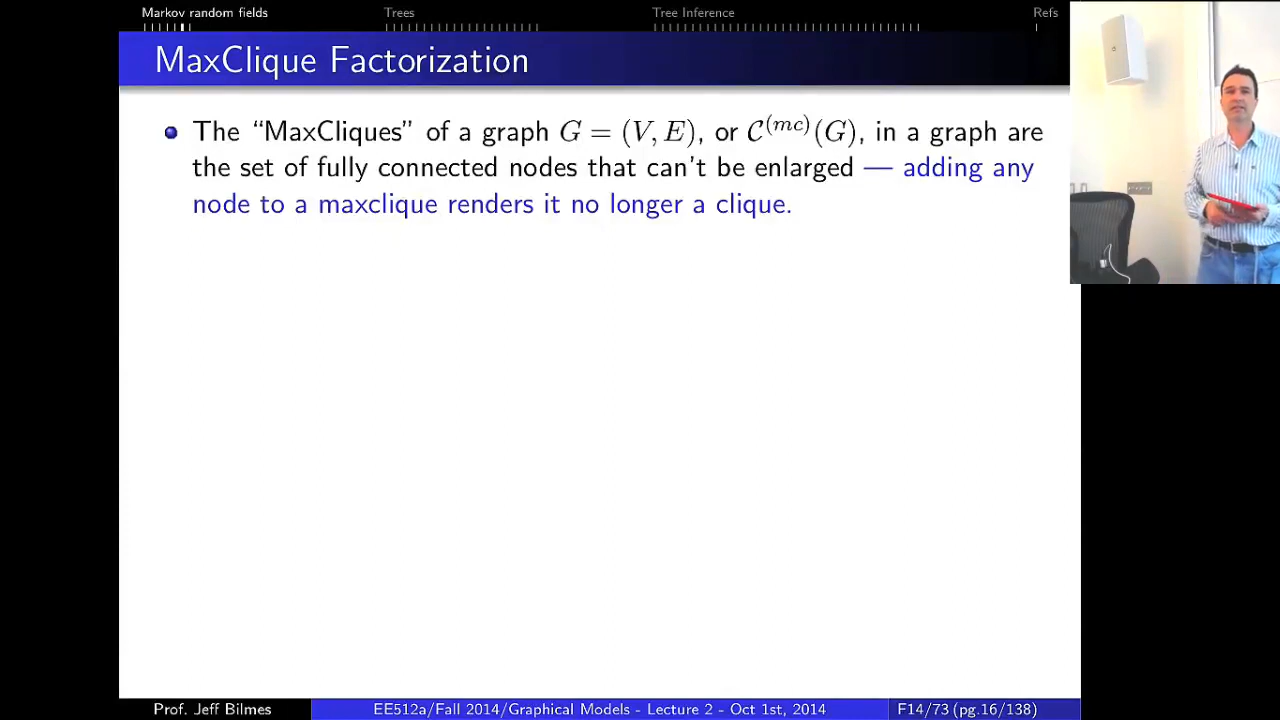 Markov random fields Trees Tree Inference Refs
MaxClique Factorization
The “MaxCliques” of a graph G = (V, E), or C^(mc)(G), in a graph are
the set of fully connected nodes that can't be enlarged — adding any
node to a maxclique renders it no longer a clique.
Prof. Jeff Bilmes EE512a/Fall 2014/Graphical Models - Lecture 2 - Oct 1st, 2014 F14/73 (pg.16/138)